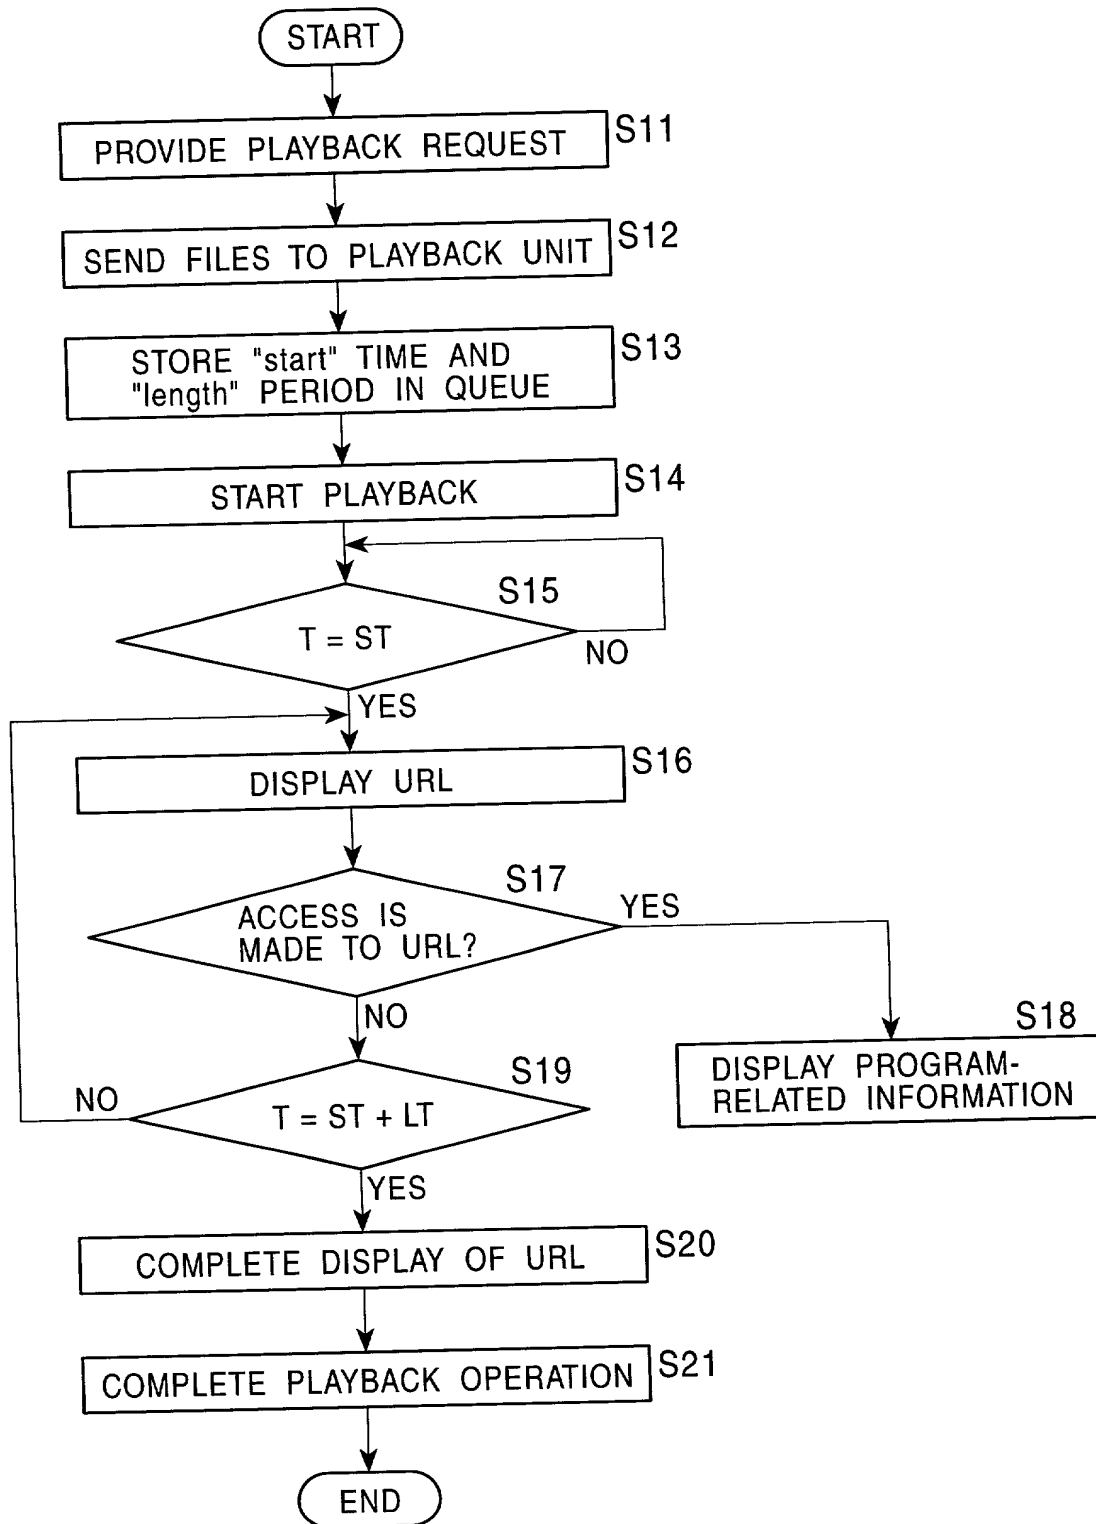 START
PROVIDE PLAYBACK REQUEST
S11
SEND FILES TO PLAYBACK UNIT
S12
STORE "start" TIME AND
"length" PERIOD IN QUEUE
S13
START PLAYBACK
S14
S15
T = ST
NO
YES
DISPLAY URL
S16
S17
ACCESS IS
MADE TO URL?
YES
NO
S18
DISPLAY PROGRAM-
RELATED INFORMATION
S19
NO
T = ST + LT
YES
COMPLETE DISPLAY OF URL
S20
COMPLETE PLAYBACK OPERATION
S21
END